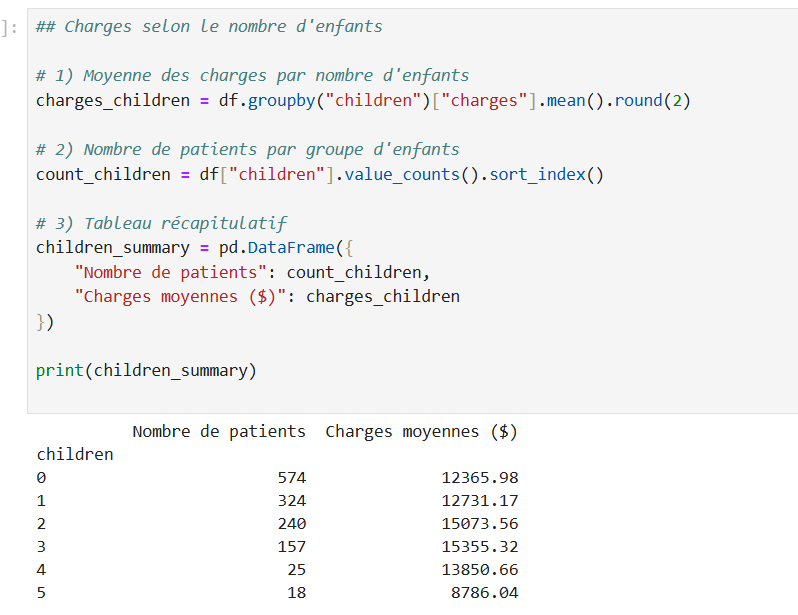 ]:
## Charges selon le nombre d'enfants
# 1) Moyenne des charges par nombre d'enfants
charges_children = df.groupby("children")["charges"].mean().round(2)
# 2) Nombre de patients par groupe d'enfants
count_children = df["children"].value_counts().sort_index()
# 3) Tableau récapitulatif
children_summary = pd.DataFrame({
    "Nombre de patients": count_children,
    "Charges moyennes ($)": charges_children
})
print(children_summary)
          Nombre de patients  Charges moyennes ($)
children
0                        574              12365.98
1                        324              12731.17
2                        240              15073.56
3                        157              15355.32
4                         25              13850.66
5                         18               8786.04